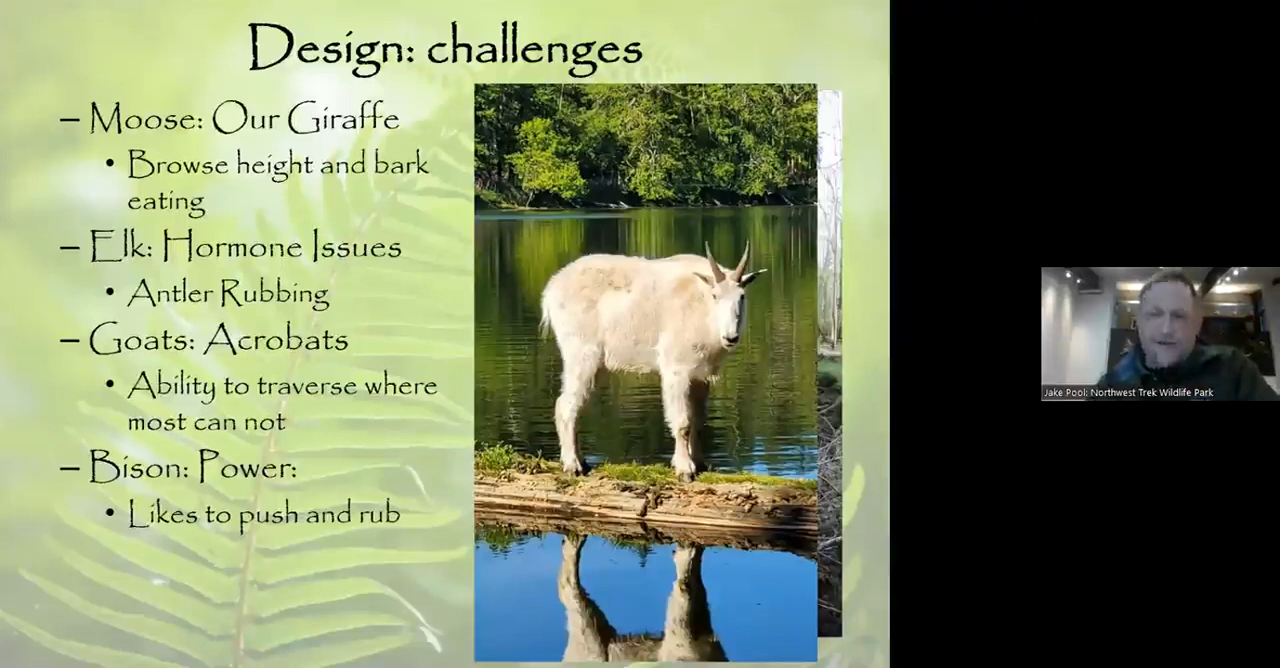 Design: challenges
– Moose: Our Giraffe
• Browse height and bark
eating
– Elk: Hormone Issues
• Antler Rubbing
– Goats: Acrobats
• Ability to traverse where
most can not
– Bison: Power:
• Likes to push and rub
Jake Pool: Northwest Trek Wildlife Park